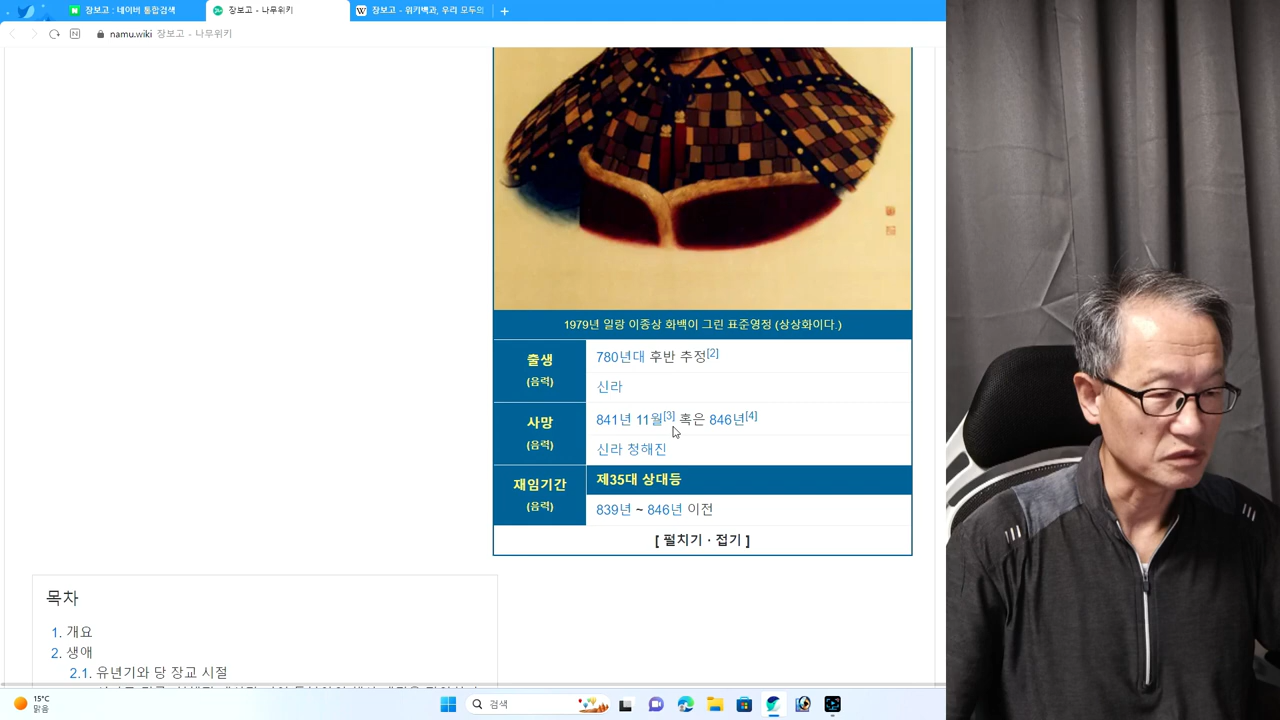 장보고 : 네이버 통합검색
장보고 - 나무위키
장보고 - 위키백과, 우리 모두의
namu.wiki 장보고 - 나무위키
1979년 일랑 이종상 화백이 그린 표준영정 (상상화이다.)
출생
(음력)
780년대 후반 추정[2]
신라
사망
(음력)
841년 11월[3] 혹은 846년[4]
신라 청해진
재임기간
(음력)
제35대 상대등
839년 ~ 846년 이전
[ 펼치기 · 접기 ]
목차
1. 개요
2. 생애
2.1. 유년기와 당 장교 시절
15°C
맑음
검색